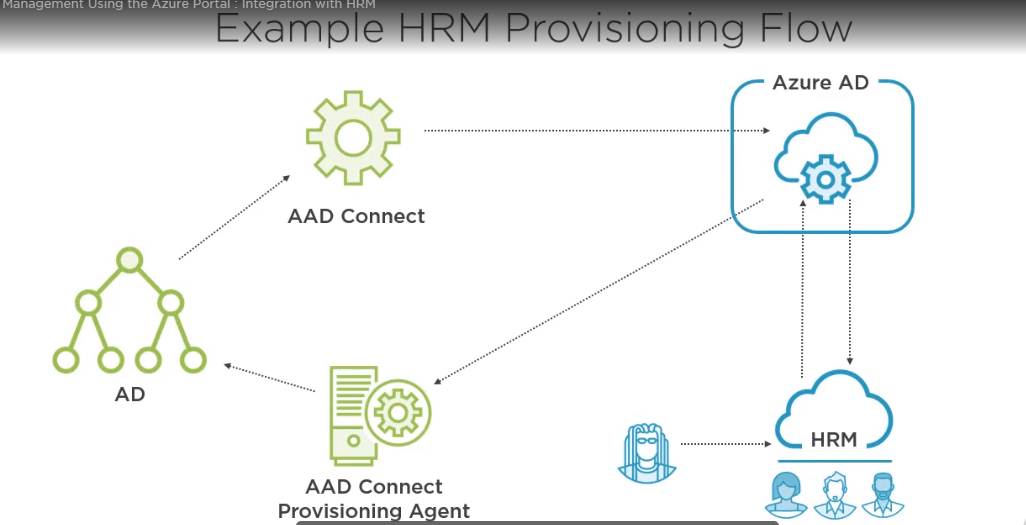 Management Using the Azure Portal : Integration with HRM
Example HRM Provisioning Flow
Azure AD
AAD Connect
AD
HRM
AAD Connect
Provisioning Agent